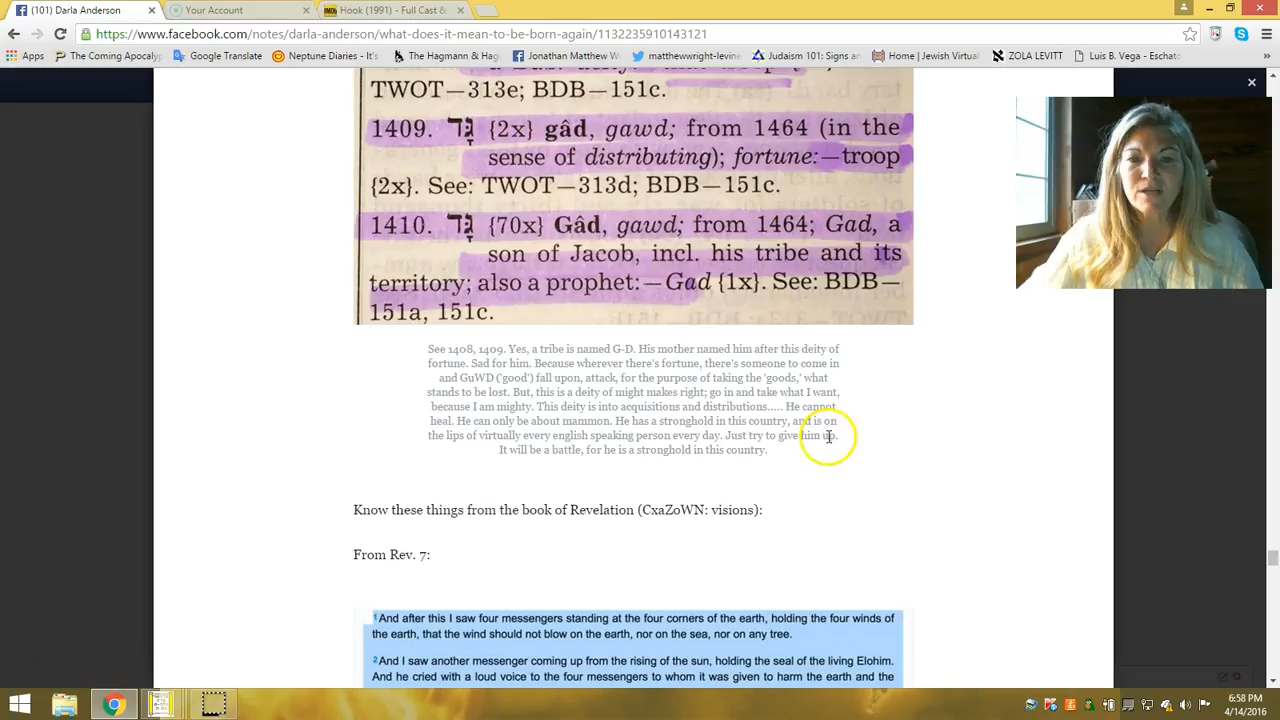 (101) Darla Anderson
Your Account
Hook (1991) - Full Cast &
https://www.facebook.com/notes/darla-anderson/what-does-it-mean-to-be-born-again/1132235910143121
Apps
The Coming Apocalyp
Google Translate
Neptune Diaries - It's
The Hagmann & Hag
Jonathan Matthew W
matthewwright-levine
Judaism 101: Signs an
Home | Jewish Virtual
ZOLA LEVITT
Luis B. Vega - Eschato
TWOT—313e; BDB—151c.
1409. גָּד {2x} gâd, gawd; from 1464 (in the
sense of distributing); fortune:—troop
{2x}. See: TWOT—313d; BDB—151c.
1410. גָּד {70x} Gâd, gawd; from 1464; Gad, a
son of Jacob, incl. his tribe and its
territory; also a prophet:—Gad {1x}. See: BDB—
151a, 151c.
See 1408, 1409. Yes, a tribe is named G-D. His mother named him after this deity of
fortune. Sad for him. Because wherever there's fortune, there's someone to come in
and GuWD ('good') fall upon, attack, for the purpose of taking the 'goods,' what
stands to be lost. But, this is a deity of might makes right; go in and take what I want,
because I am mighty. This deity is into acquisitions and distributions..... He cannot
heal. He can only be about mammon. He has a stronghold in this country, and is on
the lips of virtually every english speaking person every day. Just try to give him up.
It will be a battle, for he is a stronghold in this country.
Know these things from the book of Revelation (CxaZoWN: visions):
From Rev. 7:
1And after this I saw four messengers standing at the four corners of the earth, holding the four winds of
the earth, that the wind should not blow on the earth, nor on the sea, nor on any tree.
2And I saw another messenger coming up from the rising of the sun, holding the seal of the living Elohim.
And he cried with a loud voice to the four messengers to whom it was given to harm the earth and the
6:58 PM
4/14/2016